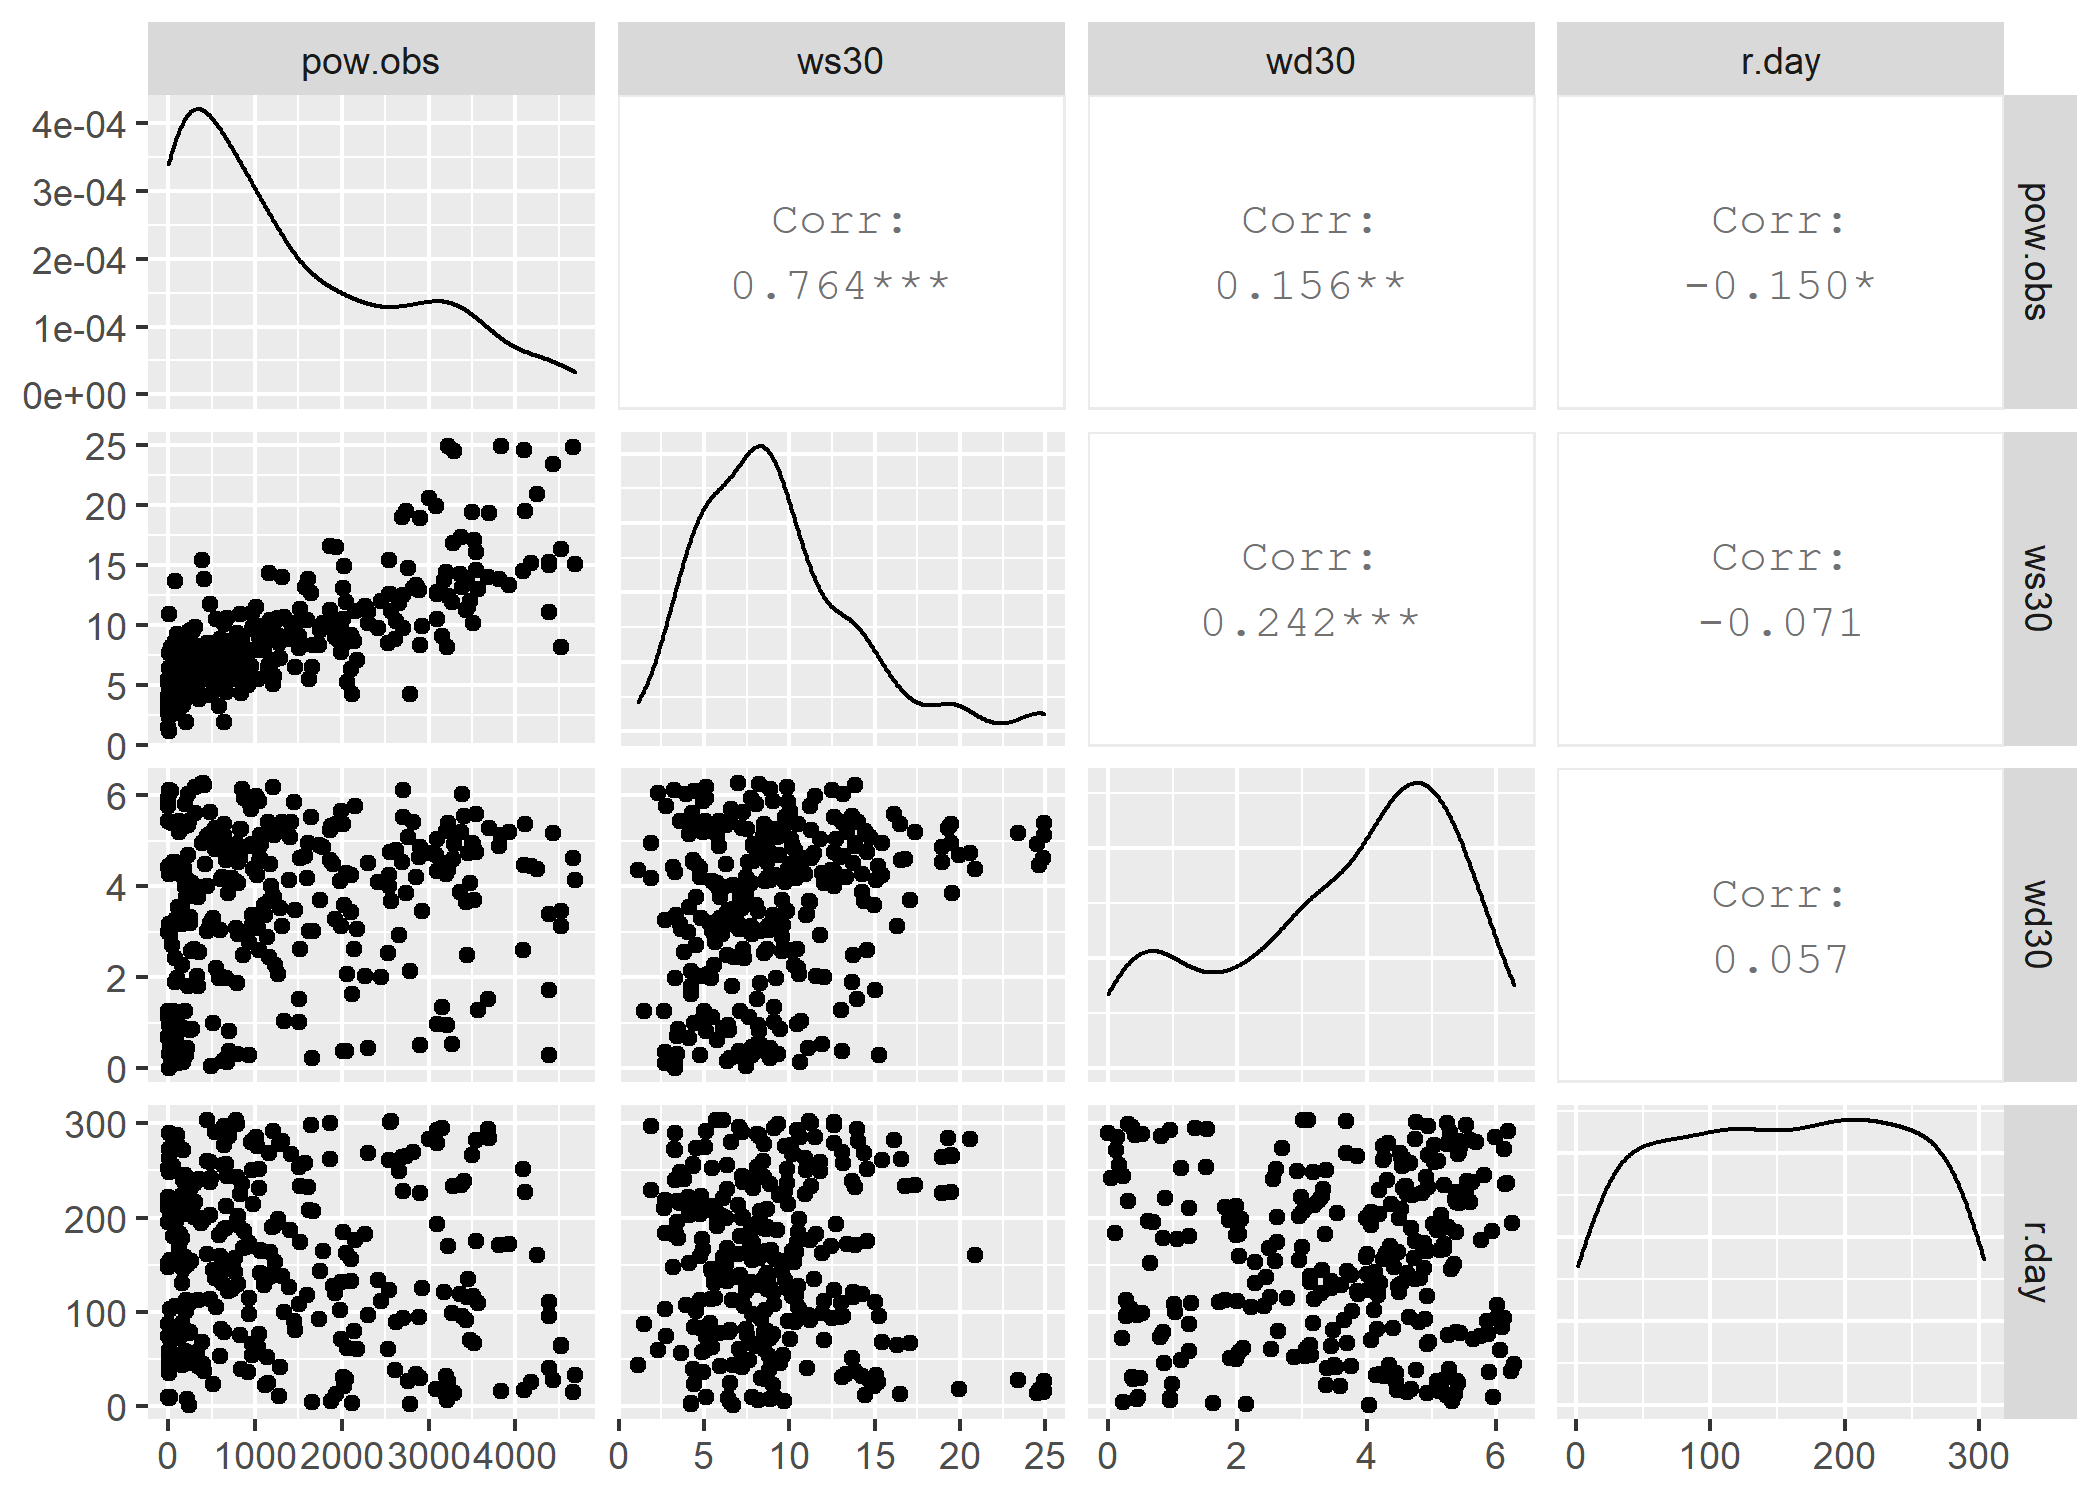 pow.obs ws30 wd30 r.day
4e-04
3e-04
2e-04
1e-04
0e+00
Corr:
0.764***
Corr:
0.156**
Corr:
-0.150*
pow.obs
25
20
15
10
5
0
Corr:
0.242***
Corr:
-0.071
ws30
6
4
2
0
Corr:
0.057
wd30
300
200
100
0
r.day
0 1000 2000 3000 4000
0 5 10 15 20 25
0 2 4 6
0 100 200 300